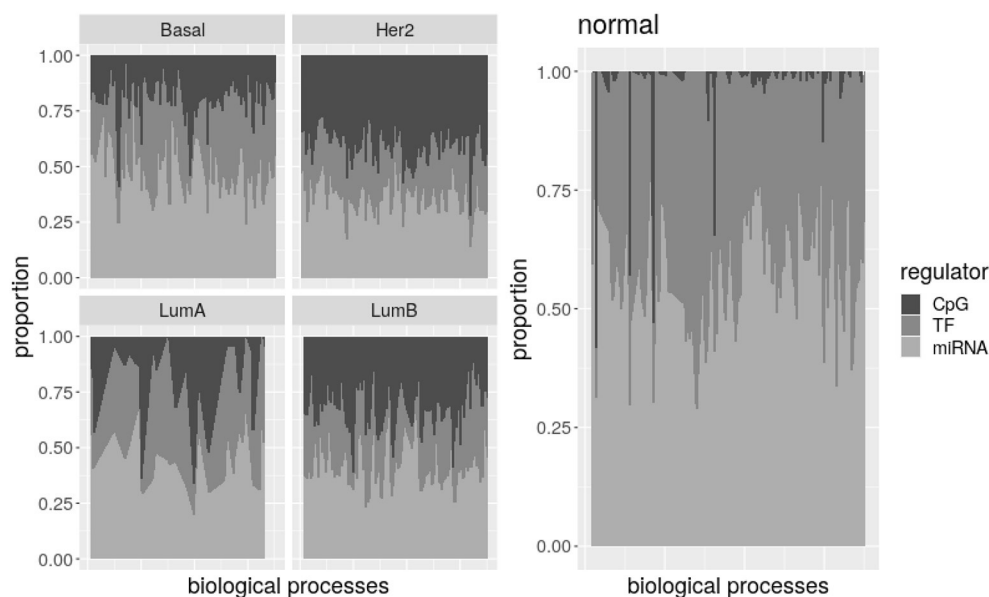 normal
Basal
Her2
1.00
0.75
0.50
0.25
0.00
LumA
LumB
1.00
0.75
0.50
0.25
0.00
proportion
biological processes
1.00
0.75
0.50
0.25
0.00
proportion
biological processes
regulator
CpG
TF
miRNA